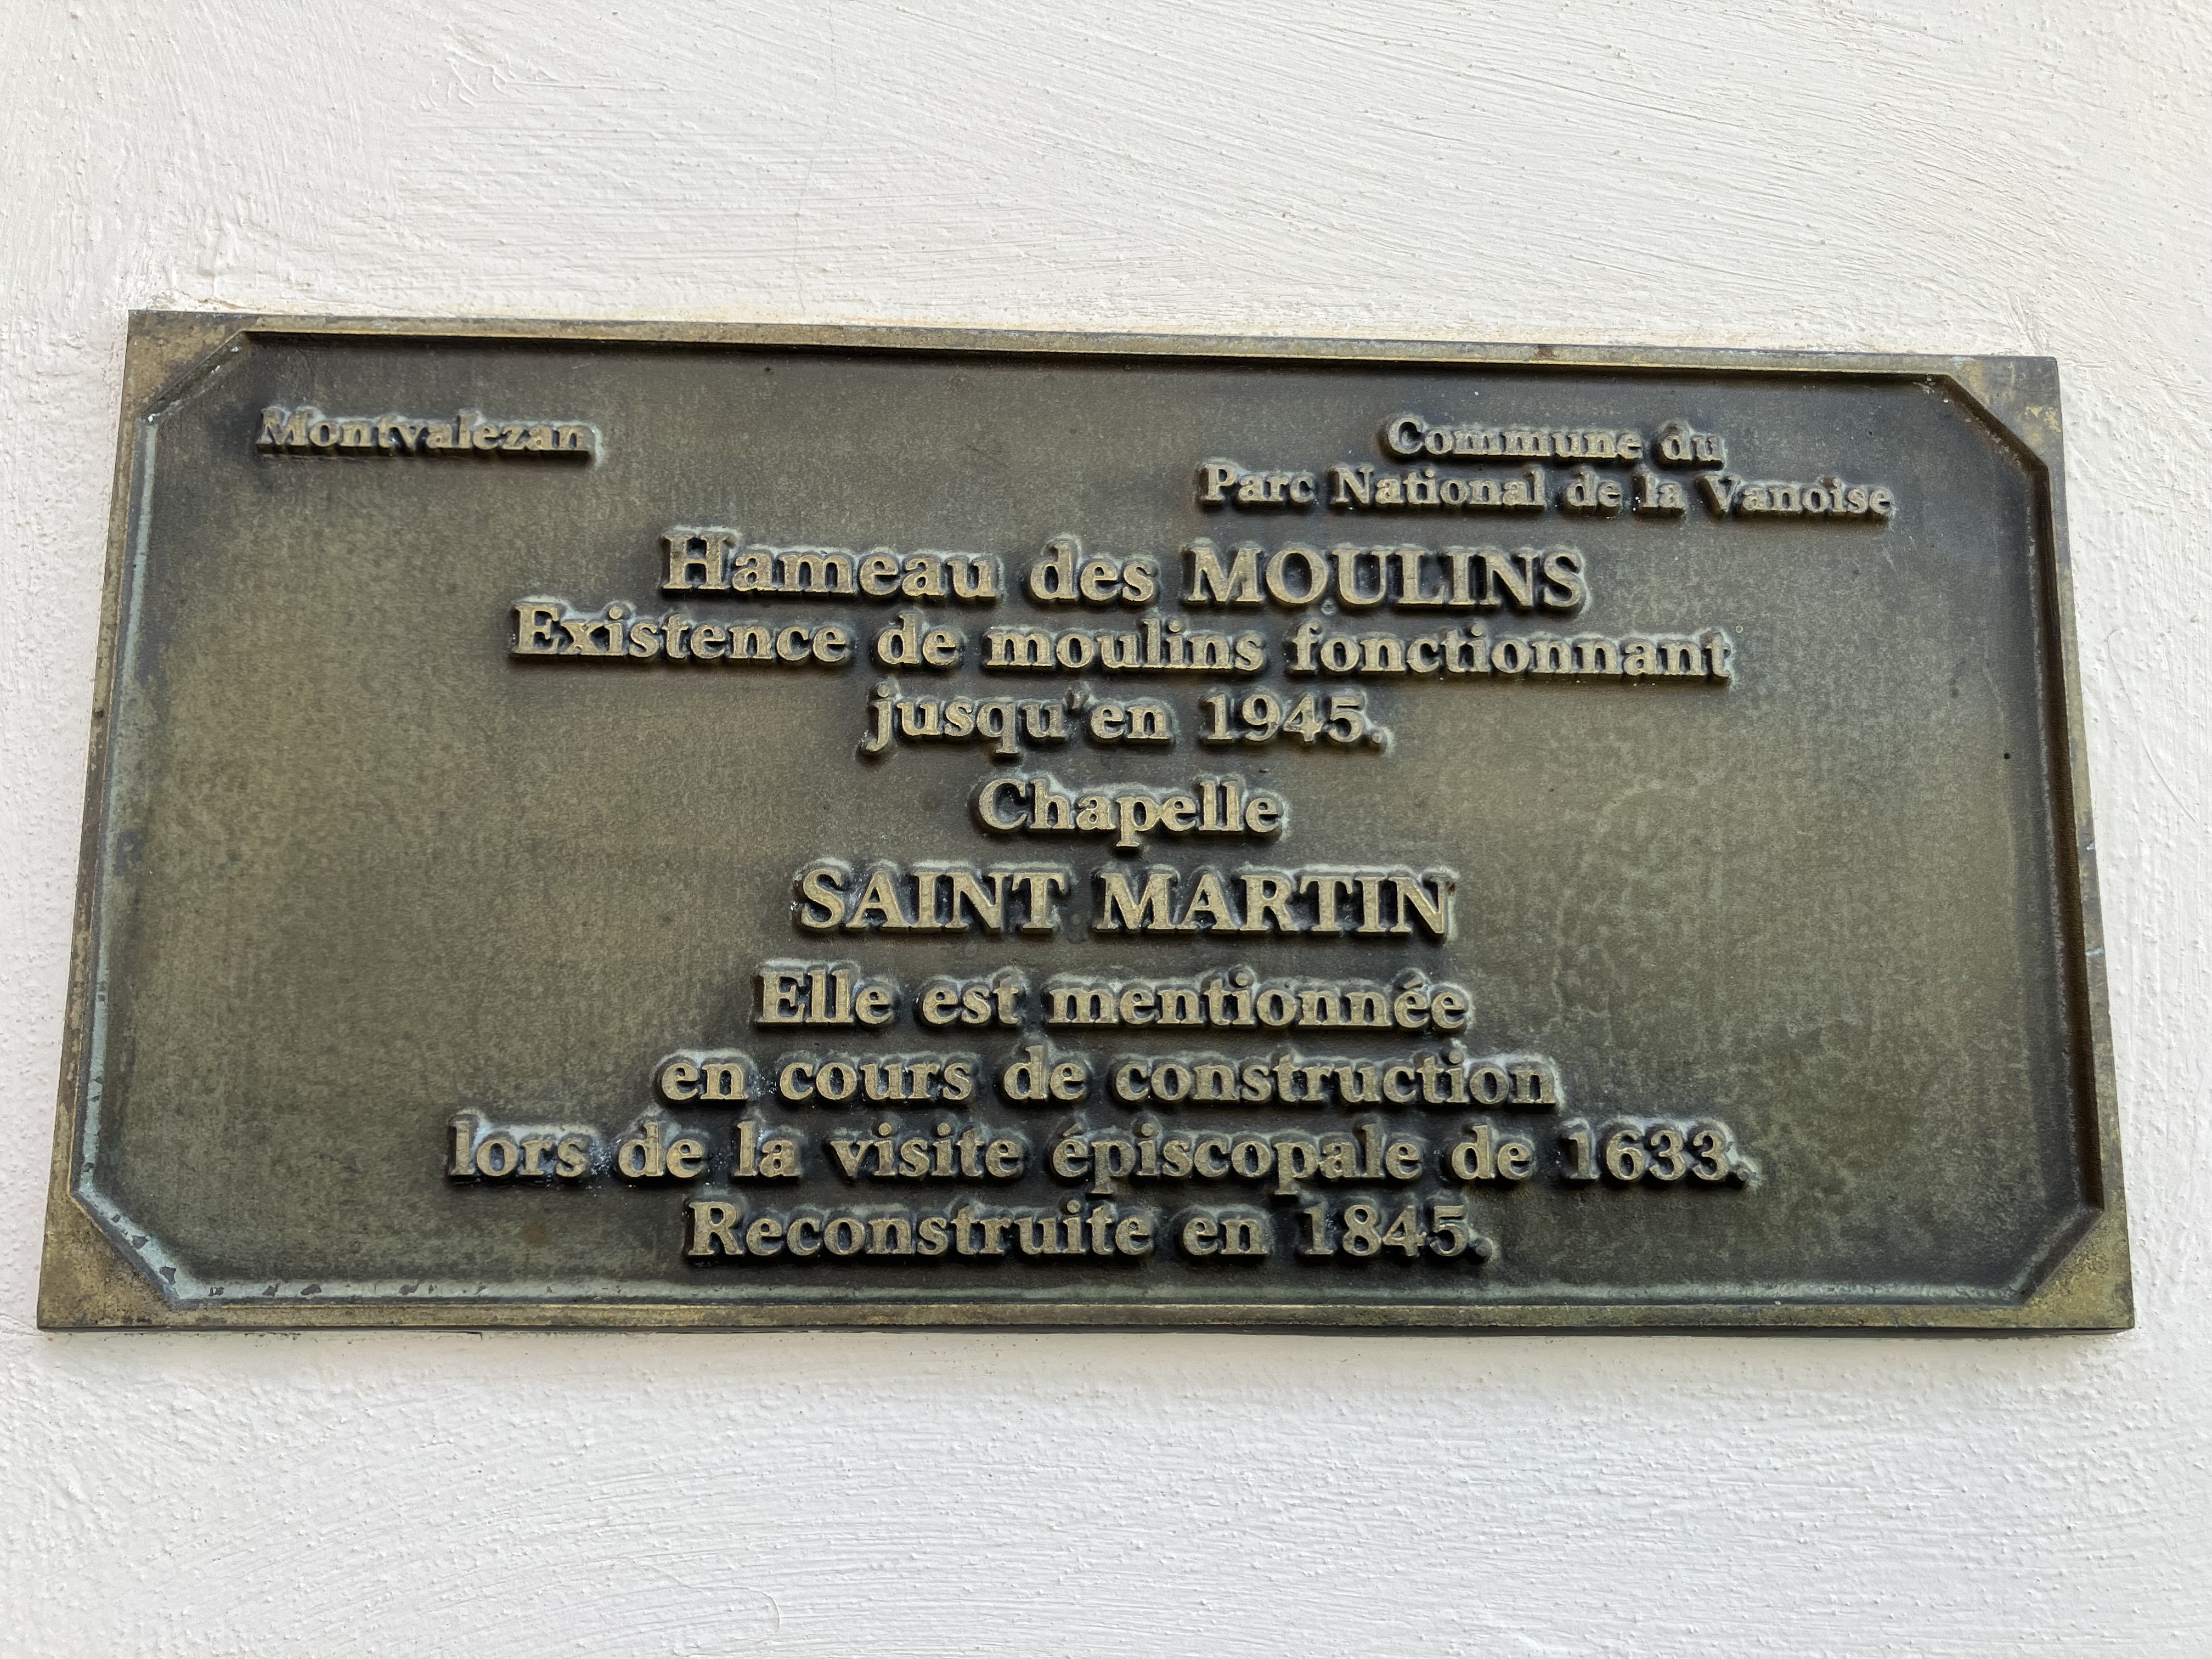 Montvalezan
Commune du
Parc National de la Vanoise
Hameau des MOULINS
Existence de moulins fonctionnant
jusqu'en 1945.
Chapelle
SAINT MARTIN
Elle est mentionnée
en cours de construction
lors de la visite épiscopale de 1633.
Reconstruite en 1845.